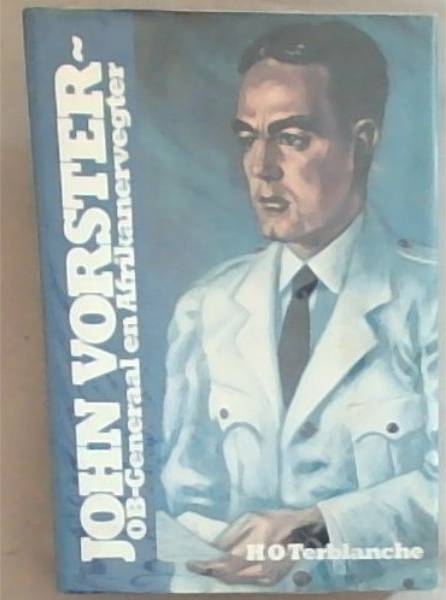 JOHN VORSTER~
OB-Generaal en Afrikanervegter
H O Terblanche